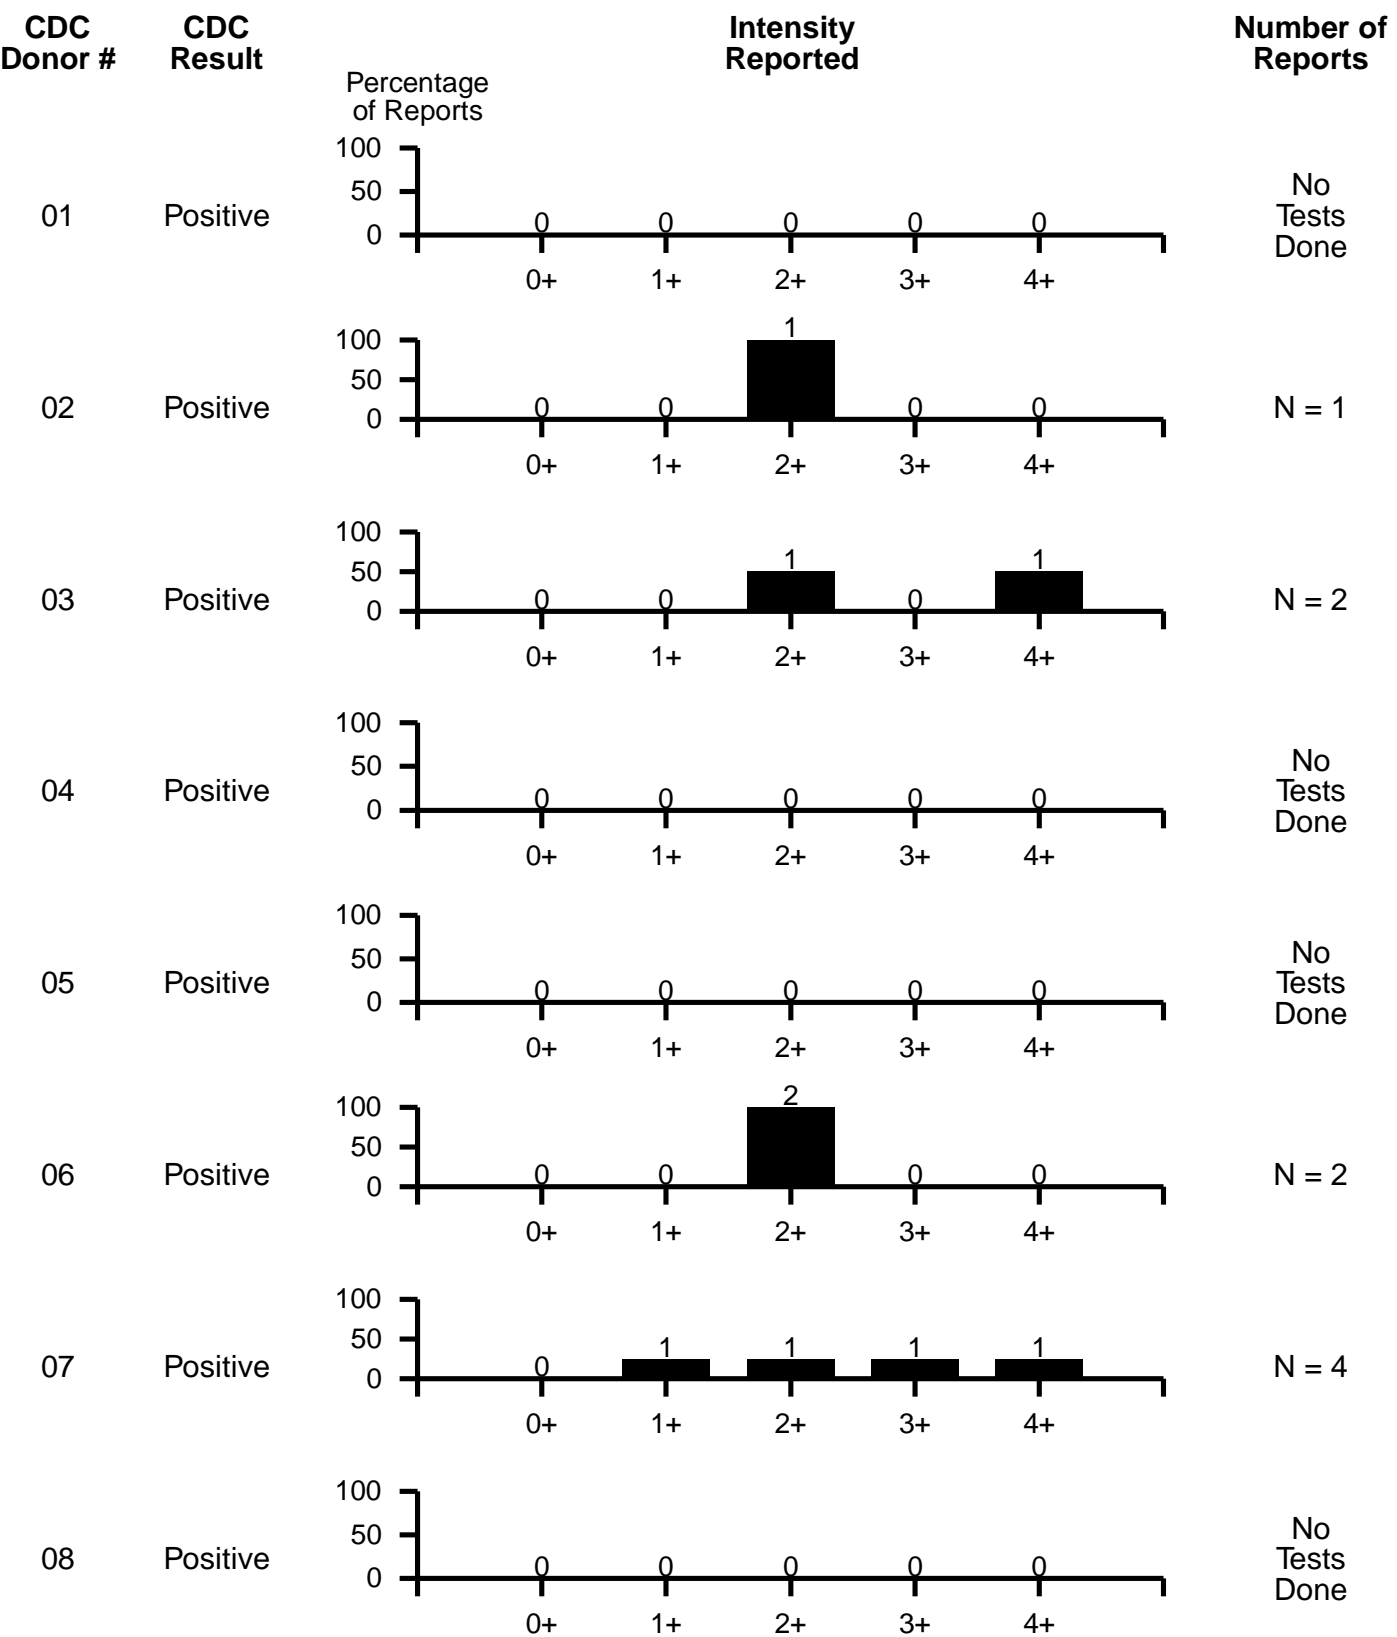 CDC
Donor #
CDC
Result
Intensity
Reported
Number of
Reports
Percentage
of Reports
100
50
0
01
Positive
0 0 0 0 0
0+ 1+ 2+ 3+ 4+
No
Tests
Done
100
50
0
02
Positive
1
0 0 0 0
0+ 1+ 2+ 3+ 4+
N = 1
100
50
0
03
Positive
1 1
0 0 0
0+ 1+ 2+ 3+ 4+
N = 2
100
50
0
04
Positive
0 0 0 0 0
0+ 1+ 2+ 3+ 4+
No
Tests
Done
100
50
0
05
Positive
0 0 0 0 0
0+ 1+ 2+ 3+ 4+
No
Tests
Done
100
50
0
06
Positive
2
0 0 0 0
0+ 1+ 2+ 3+ 4+
N = 2
100
50
0
07
Positive
1 1 1 1
0
0+ 1+ 2+ 3+ 4+
N = 4
100
50
0
08
Positive
0 0 0 0 0
0+ 1+ 2+ 3+ 4+
No
Tests
Done